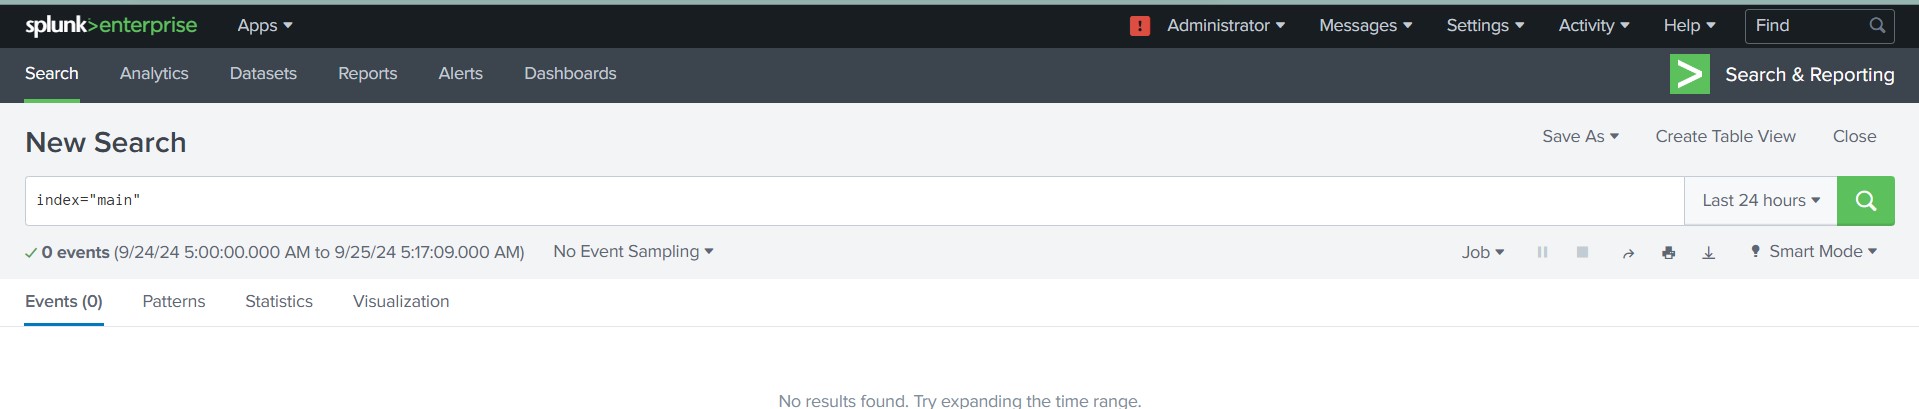 splunk>enterprise Apps ! Administrator Messages Settings Activity Help Find
Search Analytics Datasets Reports Alerts Dashboards > Search & Reporting
New Search Save As Create Table View Close
index="main" Last 24 hours
✓ 0 events (9/24/24 5:00:00.000 AM to 9/25/24 5:17:09.000 AM) No Event Sampling Job Smart Mode
Events (0) Patterns Statistics Visualization
No results found. Try expanding the time range.